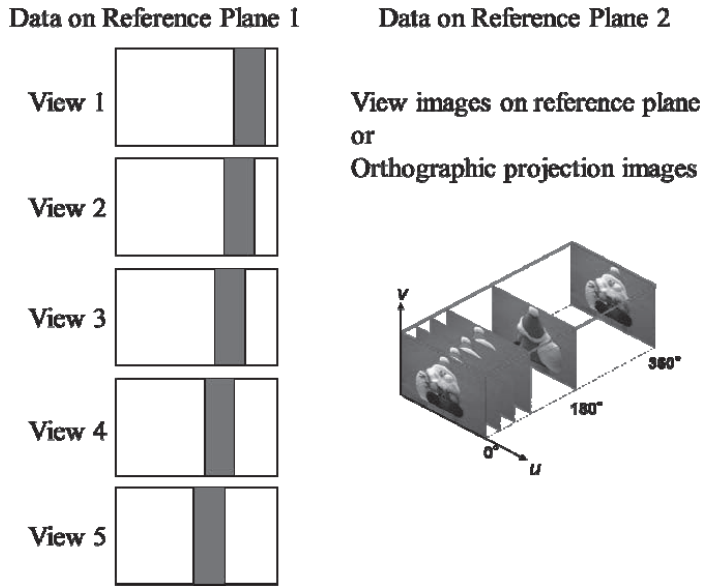 Data on Reference Plane 1
View 1
View 2
View 3
View 4
View 5
Data on Reference Plane 2
View images on reference plane
or
Orthographic projection images
v
360°
180°
0°
u